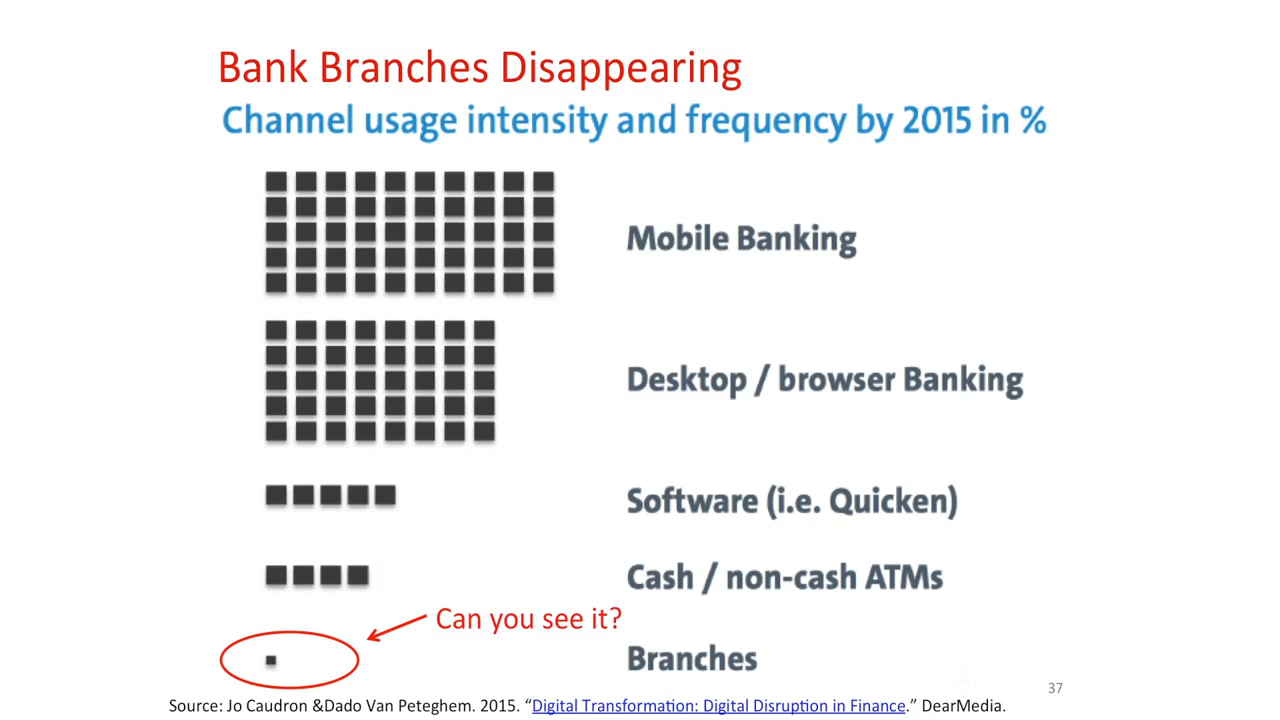 Bank Branches Disappearing
Channel usage intensity and frequency by 2015 in %
Mobile Banking
Desktop / browser Banking
Software (i.e. Quicken)
Cash / non-cash ATMs
Can you see it?
Branches
37
Source: Jo Caudron &Dado Van Peteghem. 2015. “Digital Transformation: Digital Disruption in Finance.” DearMedia.